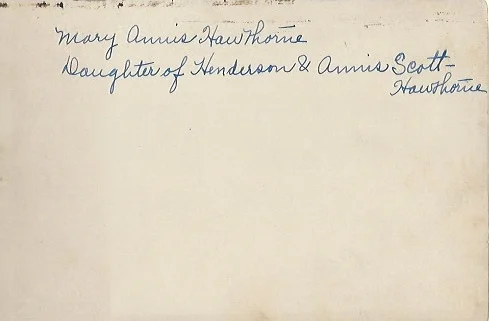 Mary Annis Hawthorne
Daughter of Henderson & Annis Scott-
Hawthorne